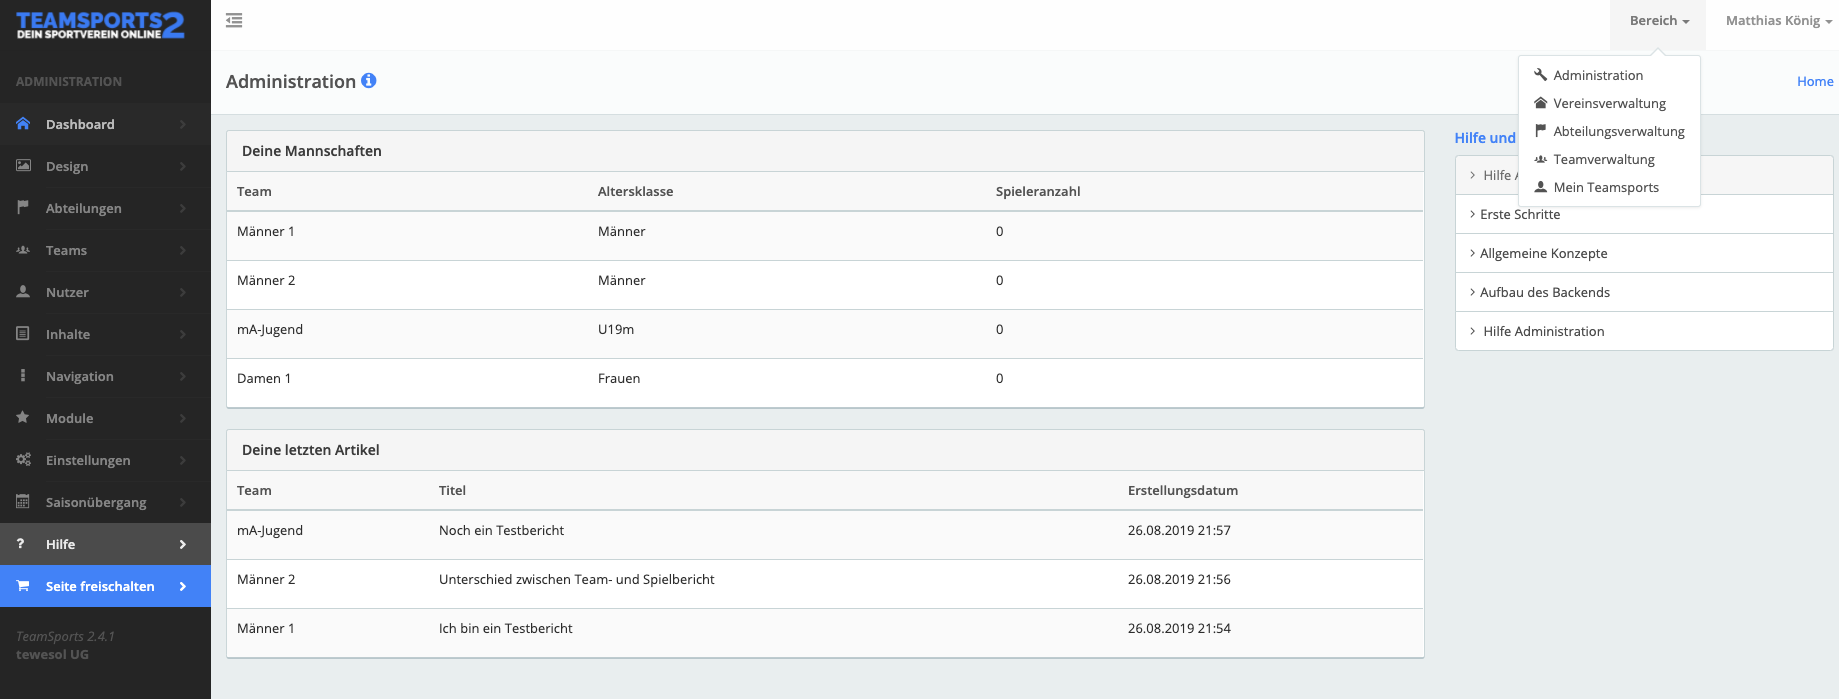 TEAMSPORTS2
DEIN SPORTVEREIN ONLINE
Bereich
Matthias König
ADMINISTRATION
Dashboard
Design
Abteilungen
Teams
Nutzer
Inhalte
Navigation
Module
Einstellungen
Saisonübergang
? Hilfe
Seite freischalten
TeamSports 2.4.1
tewesol UG
Administration
Home
Administration
Vereinsverwaltung
Abteilungsverwaltung
Teamverwaltung
Mein Teamsports
Deine Mannschaften
Team Altersklasse Spieleranzahl
Männer 1 Männer 0
Männer 2 Männer 0
mA-Jugend U19m 0
Damen 1 Frauen 0
Deine letzten Artikel
Team Titel Erstellungsdatum
mA-Jugend Noch ein Testbericht 26.08.2019 21:57
Männer 2 Unterschied zwischen Team- und Spielbericht 26.08.2019 21:56
Männer 1 Ich bin ein Testbericht 26.08.2019 21:54
Hilfe und
Hilfe
Erste Schritte
Allgemeine Konzepte
Aufbau des Backends
Hilfe Administration